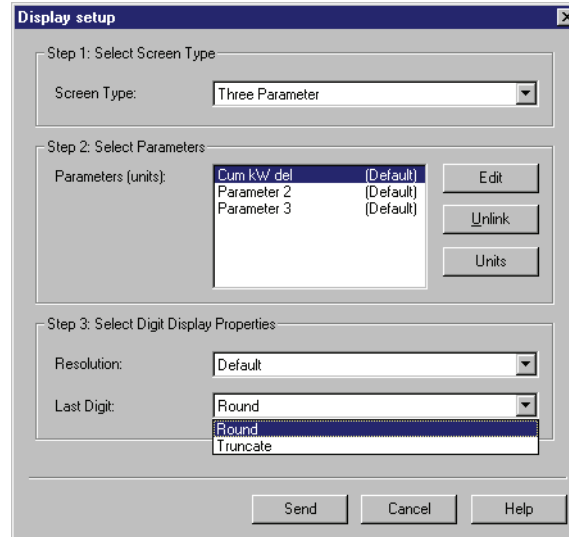 Display setup
Step 1: Select Screen Type
Screen Type: Three Parameter
Step 2: Select Parameters
Parameters (units): Cum kW del (Default) Edit
Parameter 2 (Default)
Parameter 3 (Default)
Unlink
Units
Step 3: Select Digit Display Properties
Resolution: Default
Last Digit: Round
Round
Truncate
Send Cancel Help